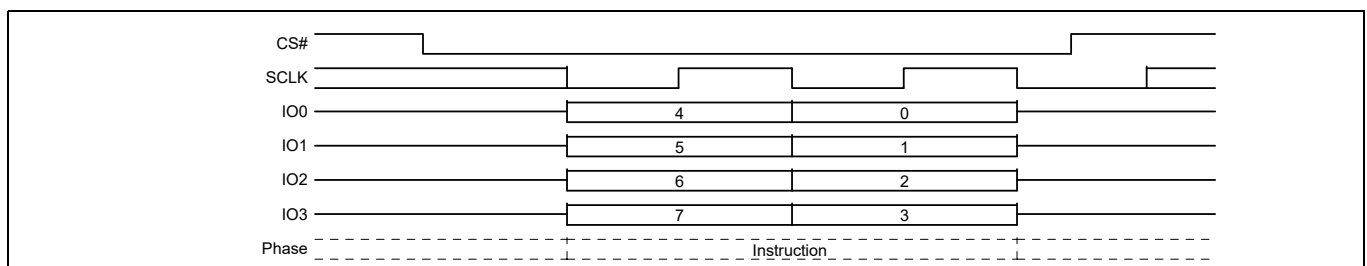 CS#
SCLK
IO0 4 0
IO1 5 1
IO2 6 2
IO3 7 3
Phase Instruction